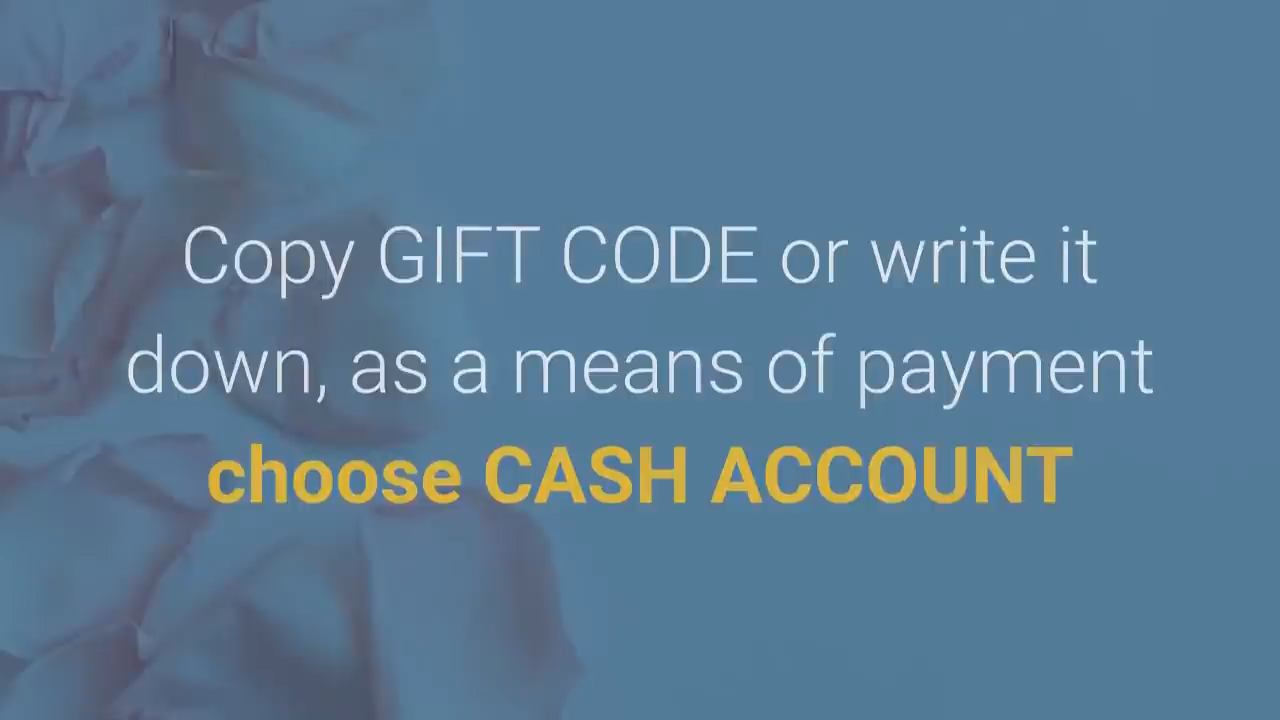 Copy GIFT CODE or write it
down, as a means of payment
choose CASH ACCOUNT